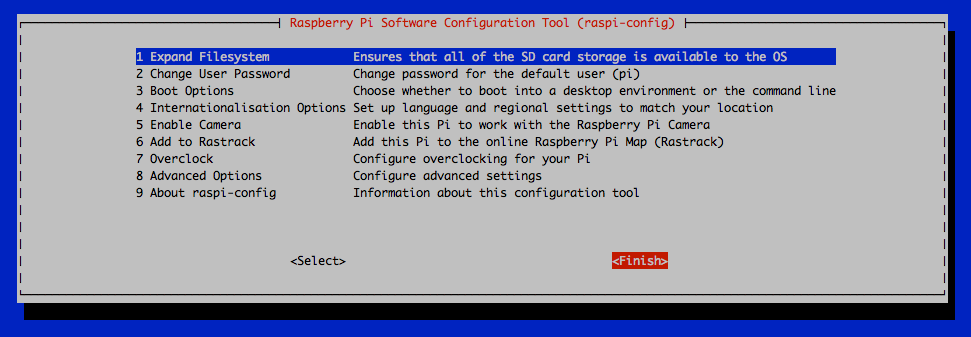 Raspberry Pi Software Configuration Tool (raspi-config)
1 Expand Filesystem Ensures that all of the SD card storage is available to the OS
2 Change User Password Change password for the default user (pi)
3 Boot Options Choose whether to boot into a desktop environment or the command line
4 Internationalisation Options Set up language and regional settings to match your location
5 Enable Camera Enable this Pi to work with the Raspberry Pi Camera
6 Add to Rastrack Add this Pi to the online Raspberry Pi Map (Rastrack)
7 Overclock Configure overclocking for your Pi
8 Advanced Options Configure advanced settings
9 About raspi-config Information about this configuration tool
<Select> <Finish>